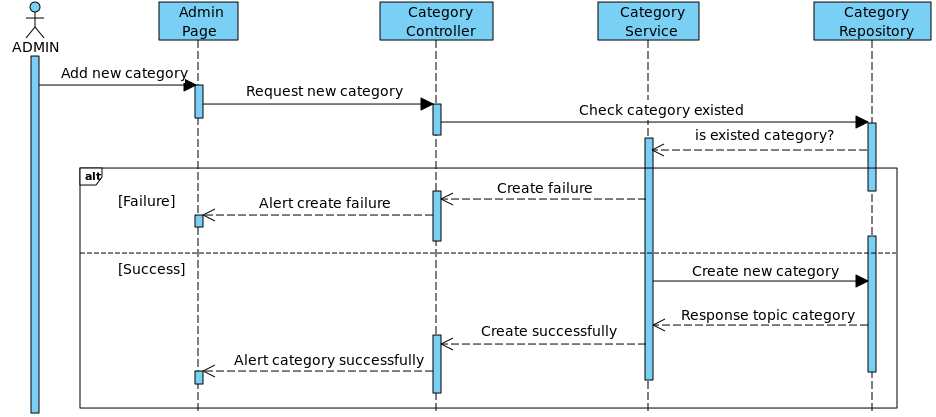 Admin
Page
Category
Controller
Category
Service
Category
Repository
ADMIN
Add new category
Request new category
Check category existed
is existed category?
alt
[Failure]
Create failure
Alert create failure
[Success]
Create new category
Response topic category
Create successfully
Alert category successfully